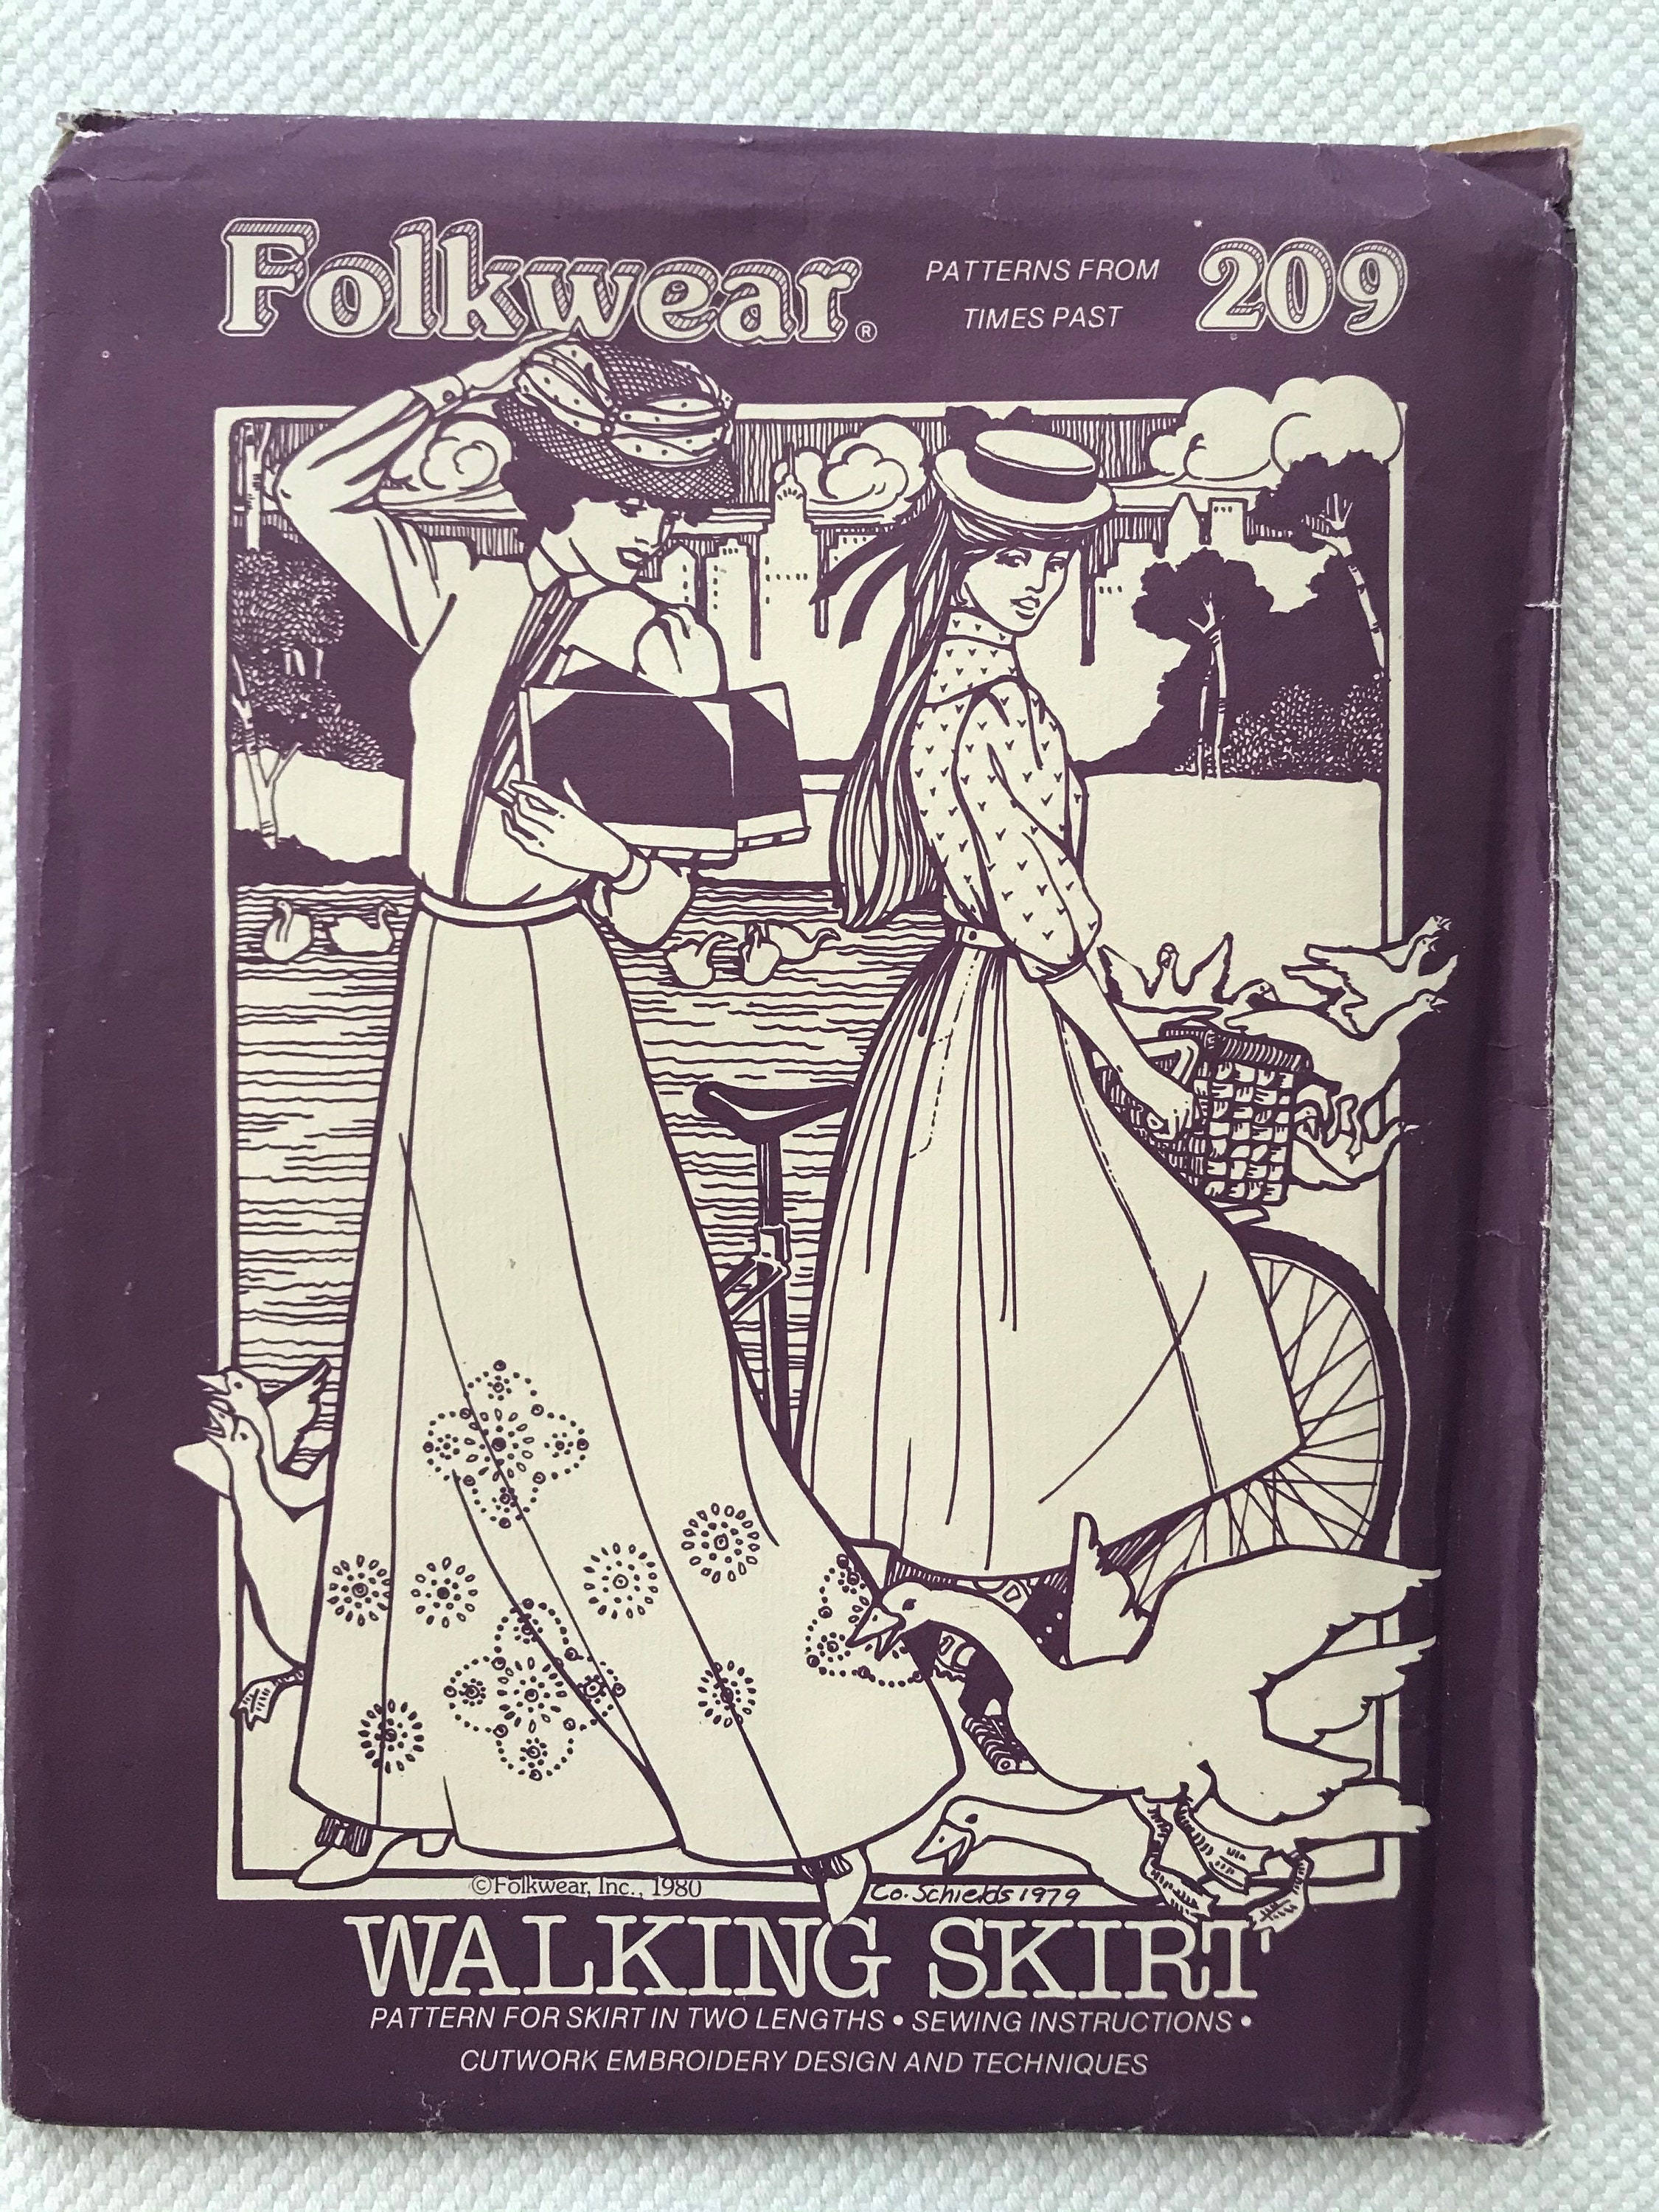 Folkwear®
PATTERNS FROM
TIMES PAST
209
©Folkwear, Inc., 1980
Co. Schields 1979
WALKING SKIRT
PATTERN FOR SKIRT IN TWO LENGTHS • SEWING INSTRUCTIONS •
CUTWORK EMBROIDERY DESIGN AND TECHNIQUES